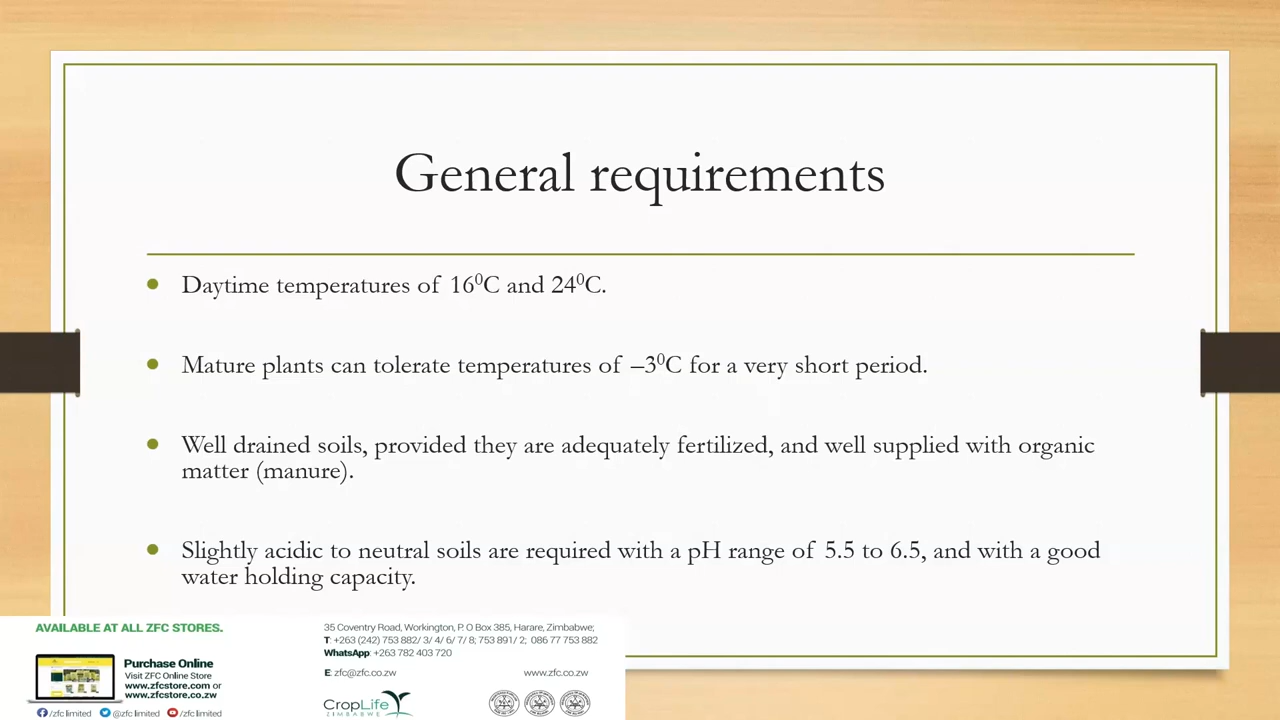 General requirements
Daytime temperatures of 16⁰C and 24⁰C.
Mature plants can tolerate temperatures of –3⁰C for a very short period.
Well drained soils, provided they are adequately fertilized, and well supplied with organic
matter (manure).
Slightly acidic to neutral soils are required with a pH range of 5.5 to 6.5, and with a good
water holding capacity.
AVAILABLE AT ALL ZFC STORES.
Purchase Online
Visit ZFC Online Store
www.zfcstore.com or
www.zfcstore.co.zw
/zfc limited @zfc limited /zfc limited
35 Coventry Road, Workington, P. O Box 385, Harare, Zimbabwe;
T: +263 (242) 753 882/ 3/ 4/ 6/ 7/ 8; 753 891/ 2; 086 77 753 882
WhatsApp: +263 782 403 720
E: zfc@zfc.co.zw www.zfc.co.zw
CropLife
ZIMBABWE